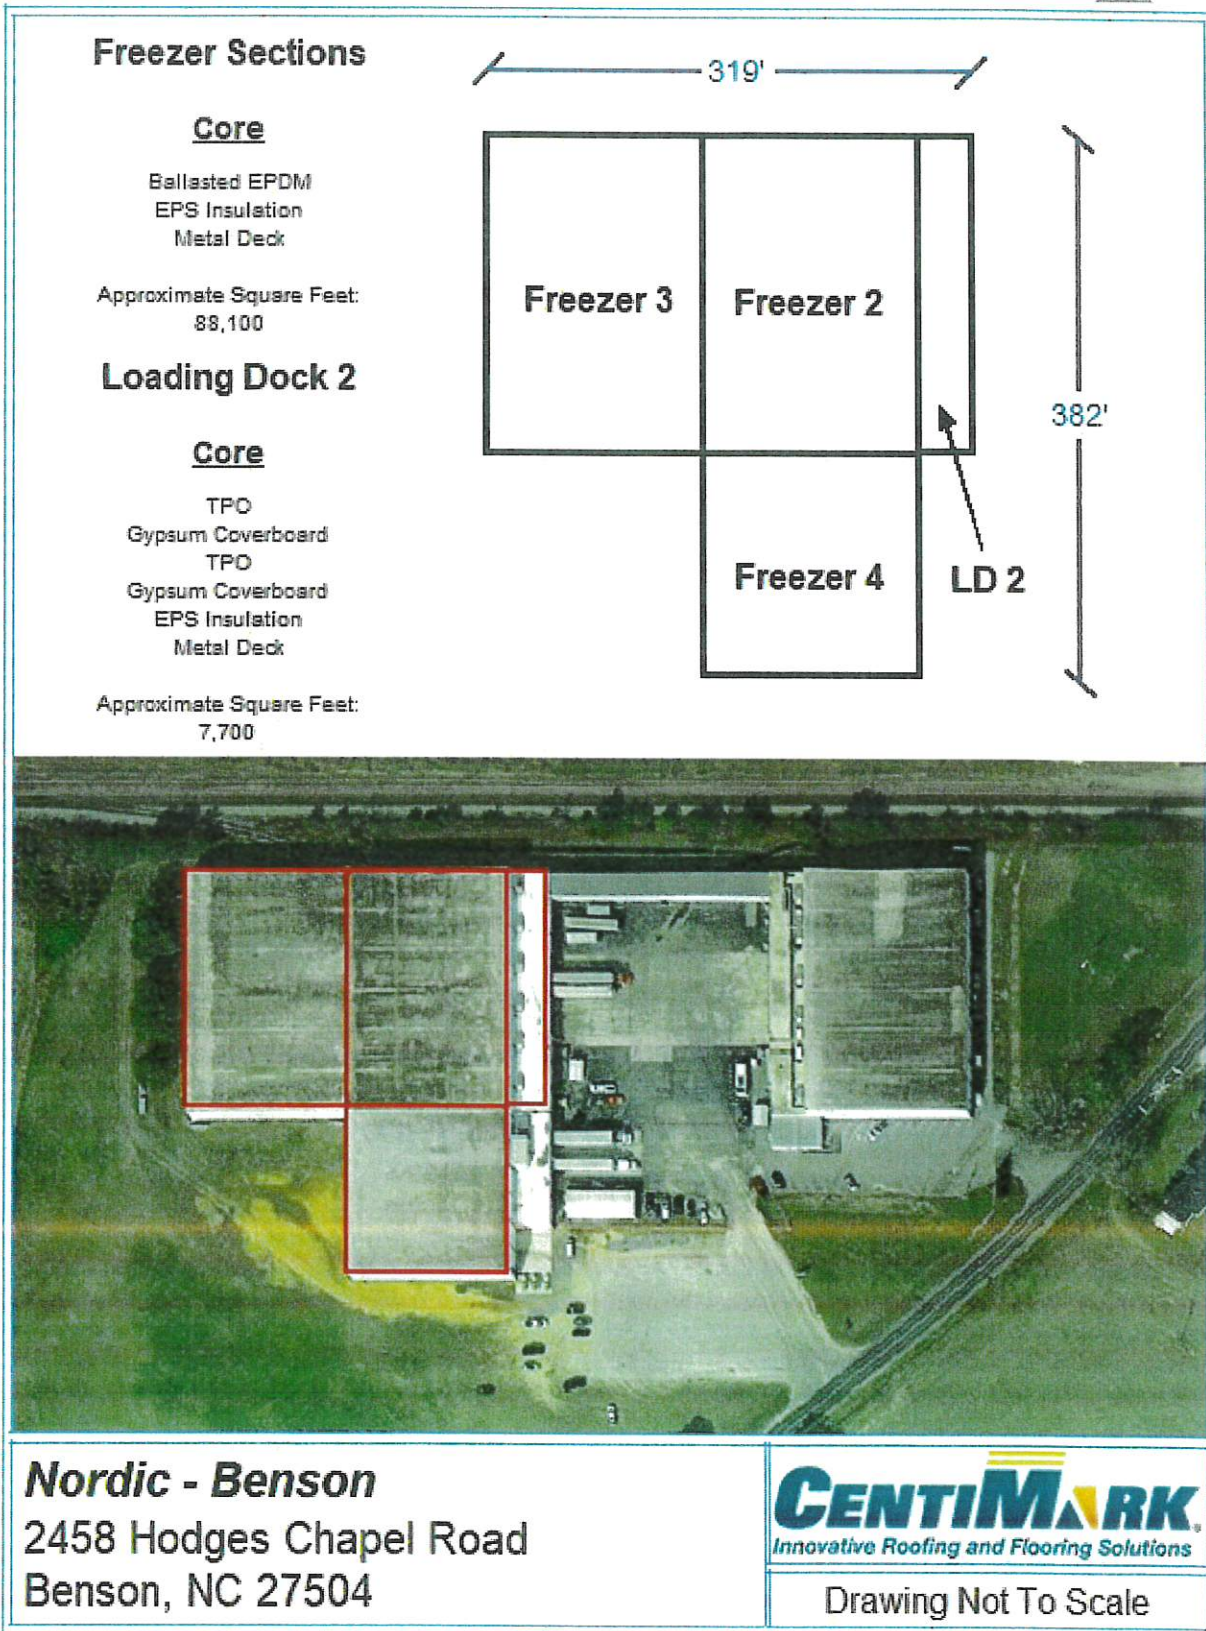 Freezer Sections
Core
Ballasted EPDM
EPS Insulation
Metal Deck
Approximate Square Feet:
88,100
Loading Dock 2
Core
TPO
Gypsum Coverboard
TPO
Gypsum Coverboard
EPS Insulation
Metal Deck
Approximate Square Feet:
7,700
319'
Freezer 3
Freezer 2
382'
Freezer 4
LD 2
Nordic - Benson
2458 Hodges Chapel Road
Benson, NC 27504
CENTIMARK
Innovative Roofing and Flooring Solutions
Drawing Not To Scale